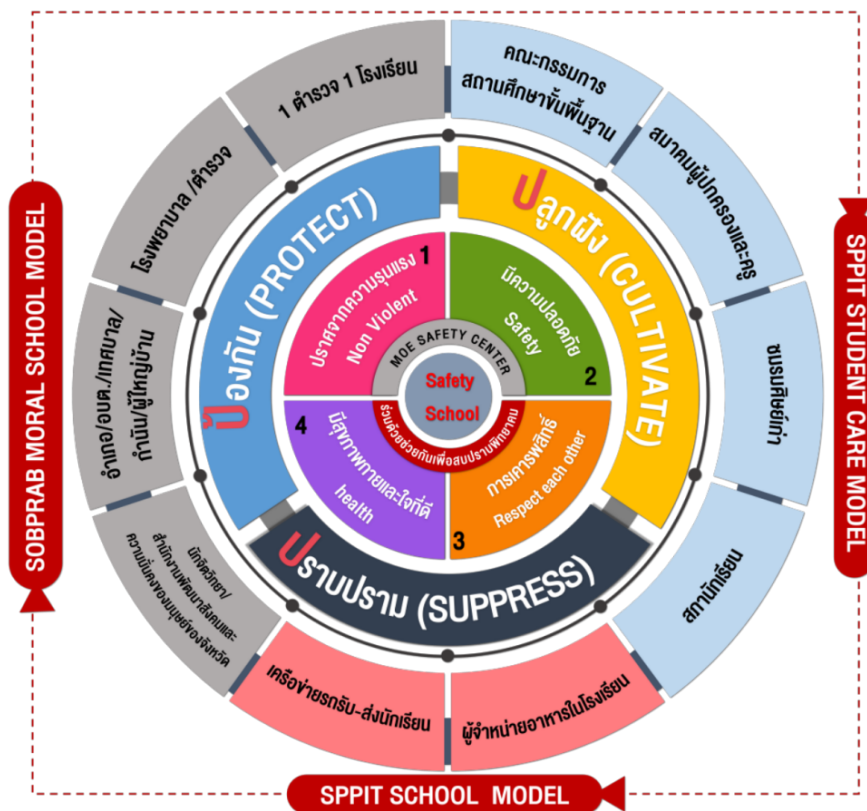 1 ตำรวจ 1 โรงเรียน
คณะกรรมการ
สถานศึกษาขั้นพื้นฐาน
สมาคมผู้ปกครองและครู
ชมรมศิษย์เก่า
สภานักเรียน
ผู้จำหน่ายอาหารในโรงเรียน
เครือข่ายรถรับ-ส่งนักเรียน
นักจิตวิทยา/
สำนักงานพัฒนาสังคมและ
ความมั่นคงของมนุษย์ของจังหวัด
อำเภอ/อบต./เทศบาล/
กำนัน/ผู้ใหญ่บ้าน
โรงพยาบาล /ตำรวจ
ป้องกัน (PROTECT)
ปลูกฝัง (CULTIVATE)
ปราบปราม (SUPPRESS)
1
ปราศจากความรุนแรง
Non Violent
มีความปลอดภัย
Safety
2
การเคารพสิทธิ์
Respect each other
3
4
มีสุขภาพกายและใจที่ดี
health
MOE SAFETY CENTER
Safety
School
ร่วมด้วยช่วยกันเพื่อสบปราบพิทยาคม
SOBPRAB MORAL SCHOOL MODEL
SPPIT STUDENT CARE MODEL
SPPIT SCHOOL MODEL